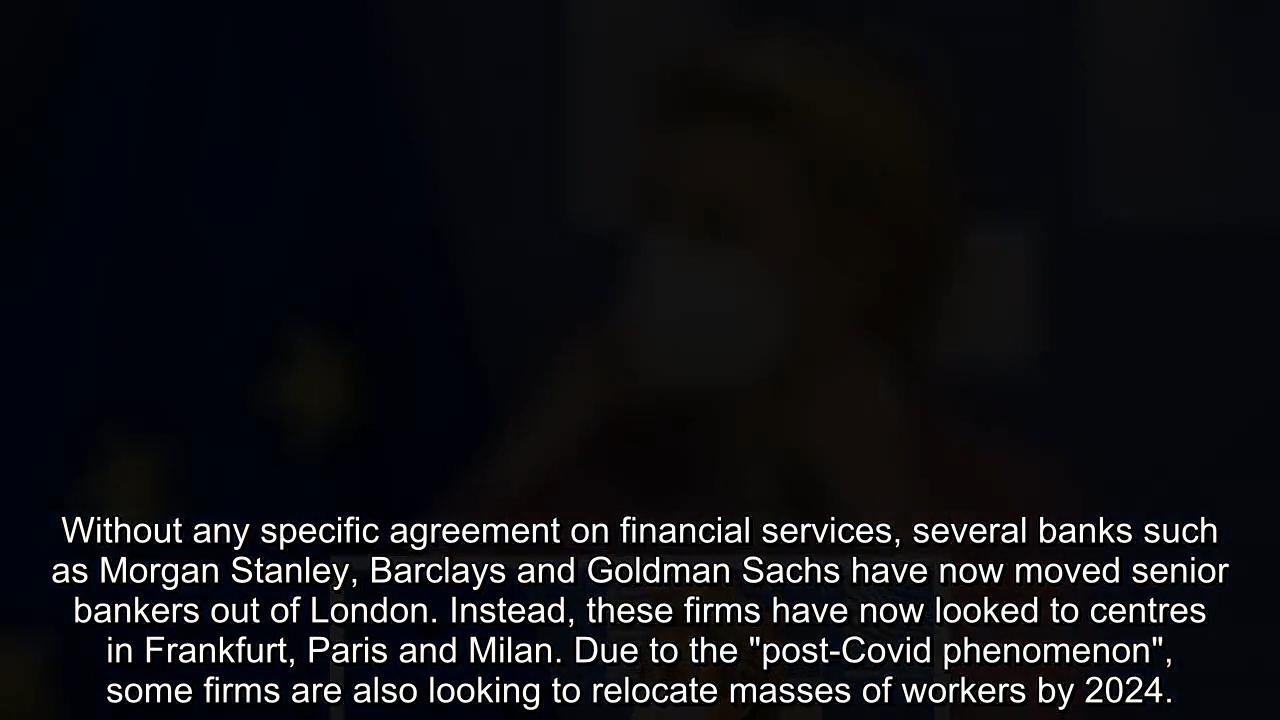 Without any specific agreement on financial services, several banks such
as Morgan Stanley, Barclays and Goldman Sachs have now moved senior
bankers out of London. Instead, these firms have now looked to centres
in Frankfurt, Paris and Milan. Due to the "post-Covid phenomenon",
some firms are also looking to relocate masses of workers by 2024.